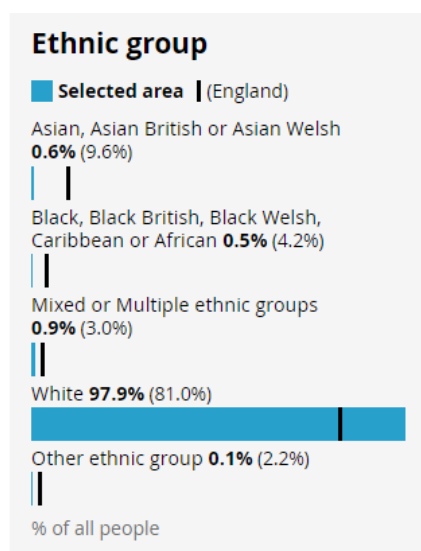 Ethnic group
Selected area (England)
Asian, Asian British or Asian Welsh
0.6% (9.6%)
Black, Black British, Black Welsh,
Caribbean or African 0.5% (4.2%)
Mixed or Multiple ethnic groups
0.9% (3.0%)
White 97.9% (81.0%)
Other ethnic group 0.1% (2.2%)
% of all people